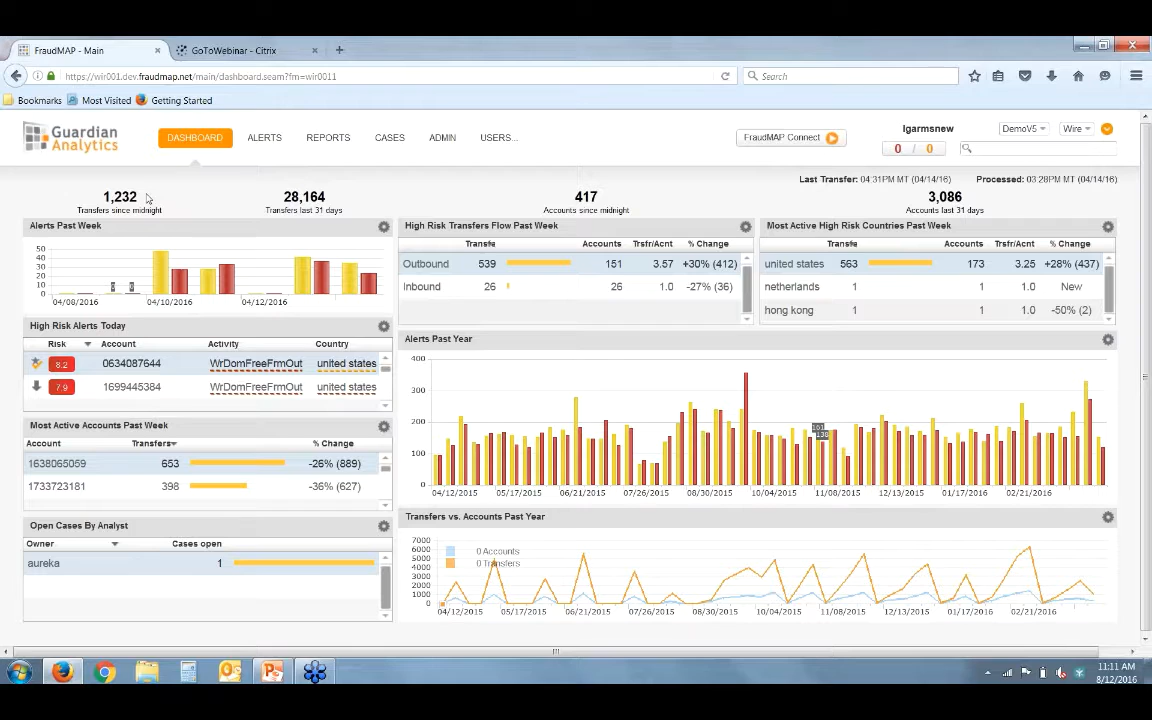 FraudMAP - Main
GoToWebinar - Citrix
https://wir001.dev.fraudmap.net/main/dashboard.seam?fm=wir0011
Search
Bookmarks Most Visited Getting Started
Guardian Analytics
DASHBOARD ALERTS REPORTS CASES ADMIN USERS...
FraudMAP Connect
lgarmsnew
0 / 0
DemoV5
Wire
Last Transfer: 04:31PM MT (04/14/16) Processed: 03:28PM MT (04/14/16)
1,232
Transfers since midnight
28,164
Transfers last 31 days
417
Accounts since midnight
3,086
Accounts last 31 days
Alerts Past Week
50
40
30
20
10
0
0 0
04/08/2016 04/10/2016 04/12/2016
High Risk Alerts Today
Risk Account Activity Country
8.2 0634087644 WrDomFreeFrmOut united states
7.9 1699445384 WrDomFreeFrmOut united states
Most Active Accounts Past Week
Account Transfers % Change
1638065059 653 -26% (889)
1733723181 398 -36% (627)
Open Cases By Analyst
Owner Cases open
aureka 1
High Risk Transfers Flow Past Week
Transfe Accounts Trsfr/Acnt % Change
Outbound 539 151 3.57 +30% (412)
Inbound 26 26 1.0 -27% (36)
Most Active High Risk Countries Past Week
Transfe Accounts Trsfr/Acnt % Change
united states 563 173 3.25 +28% (437)
netherlands 1 1 1.0 New
hong kong 1 1 1.0 -50% (2)
Alerts Past Year
400
300
200
100
0
138
04/12/2015 05/17/2015 06/21/2015 07/26/2015 08/30/2015 10/04/2015 11/08/2015 12/13/2015 01/17/2016 02/21/2016
Transfers vs. Accounts Past Year
7000
6000
5000
4000
3000
2000
1000
0
0 Accounts
0 Transfers
04/12/2015 05/17/2015 06/21/2015 07/26/2015 08/30/2015 10/04/2015 11/08/2015 12/13/2015 01/17/2016 02/21/2016
11:11 AM
8/12/2016